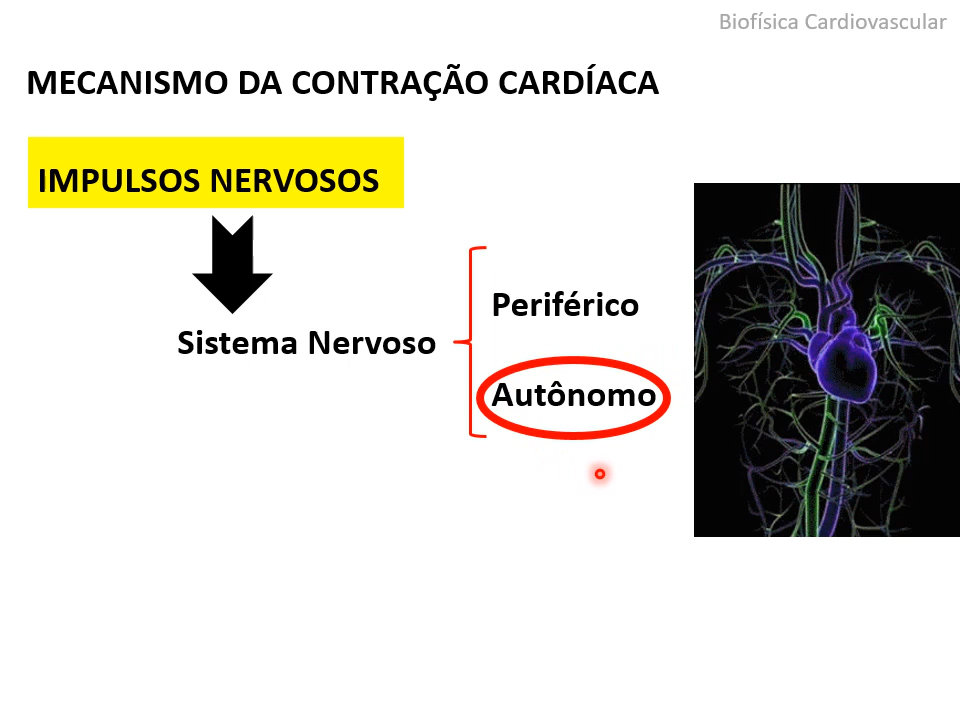 Biofísica Cardiovascular
MECANISMO DA CONTRAÇÃO CARDÍACA
IMPULSOS NERVOSOS
Periférico
Sistema Nervoso
Autônomo